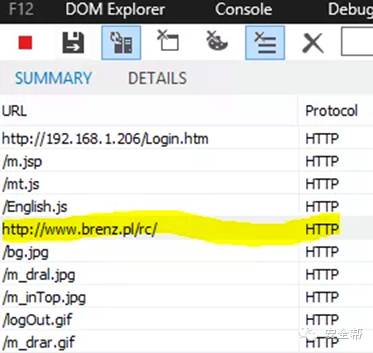 F12 DOM Explorer Console Debug
SUMMARY DETAILS
URL Protocol
http://192.168.1.206/Login.htm HTTP
/m.jsp HTTP
/mt.js HTTP
/English.js HTTP
http://www.brenz.pl/rc/ HTTP
/bg.jpg HTTP
/m_dral.jpg HTTP
/m_inTop.jpg HTTP
/logOut.gif HTTP
/m_drar.gif HTTP
安全帮